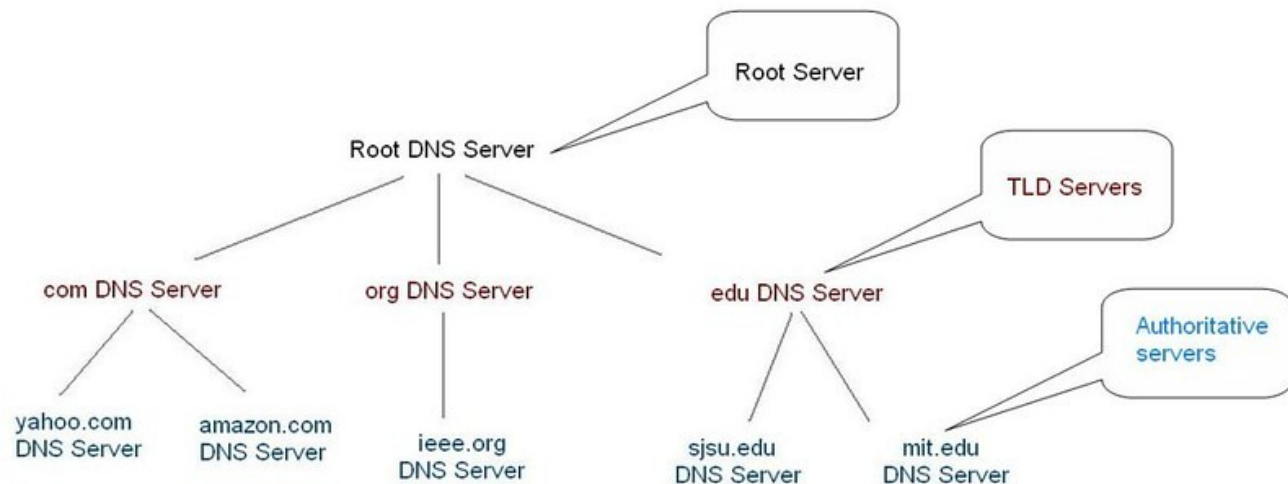 Root Server
Root DNS Server
TLD Servers
com DNS Server
org DNS Server
edu DNS Server
Authoritative
servers
yahoo.com
DNS Server
amazon.com
DNS Server
ieee.org
DNS Server
sjsu.edu
DNS Server
mit.edu
DNS Server